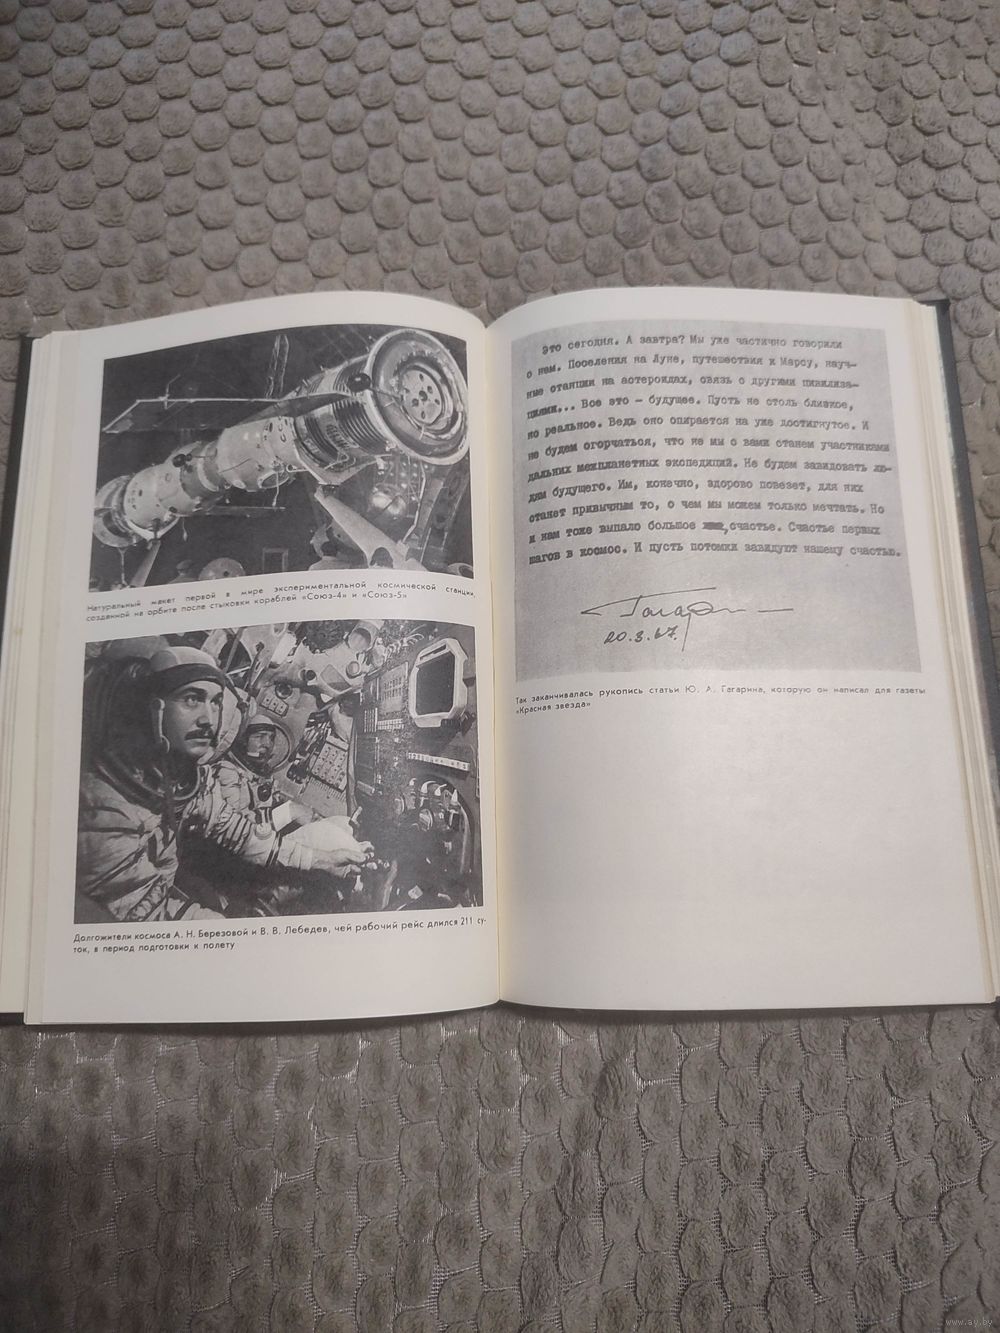 Натуральный макет первой в мире экспериментальной космической станции,
созданной на орбите после стыковки кораблей «Союз-4» и «Союз-5»
Долгожители космоса А. Н. Березовой и В. В. Лебедев, чей рабочий рейс длился 211 су-
ток, в период подготовки к полету
Это сегодня. А завтра? Мы уже частично говорили
о нем. Поселения на Луне, путешествия к Марсу, науч-
ные станции на астероидах, связь с другими цивилиза-
циями... Все это - будущее. Пусть не столь близкое,
но реальное. Ведь оно опирается на уже достигнутое. И
не будем огорчаться, что не мы с вами станем участниками
дальних межпланетных экспедиций. Не будем завидовать лю-
дям будущего. Им, конечно, здорово повезет, для них
станет привычным то, о чем мы можем только мечтать. Но
и нам тоже выпало большое счастье. Счастье первых
шагов в космос. И пусть потомки завидуют нашему счастью.
Гагарин
20.3.67.
Так заканчивалась рукопись статьи Ю. А. Гагарина, которую он написал для газеты
«Красная звезда»
www.ay.by